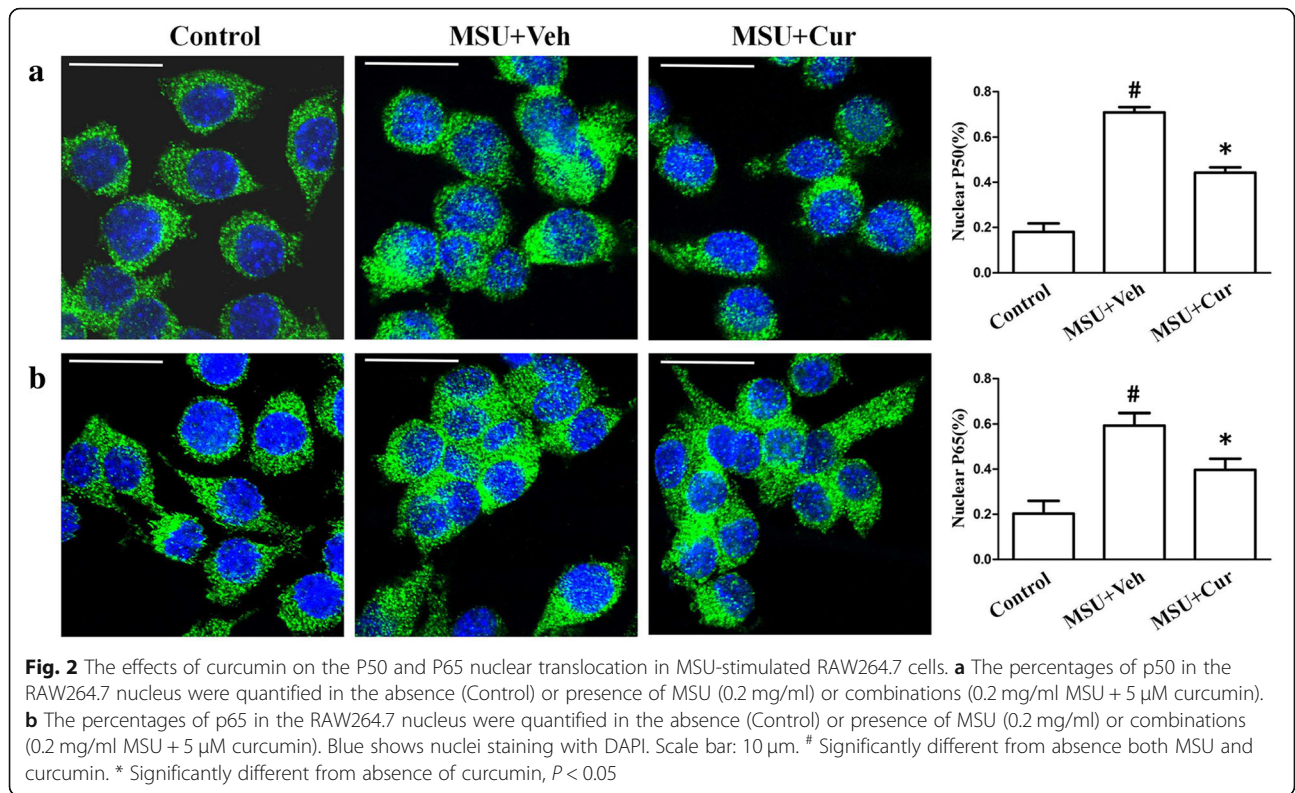 Control MSU+Veh MSU+Cur
a
Nuclear P50(%)
0.8
0.6
0.4
0.2
0.0
#
*
Control
MSU+Veh
MSU+Cur
b
Nuclear P65(%)
0.8
0.6
0.4
0.2
0.0
#
*
Control
MSU+Veh
MSU+Cur
Fig. 2 The effects of curcumin on the P50 and P65 nuclear translocation in MSU-stimulated RAW264.7 cells. a The percentages of p50 in the
RAW264.7 nucleus were quantified in the absence (Control) or presence of MSU (0.2 mg/ml) or combinations (0.2 mg/ml MSU + 5 μM curcumin).
b The percentages of p65 in the RAW264.7 nucleus were quantified in the absence (Control) or presence of MSU (0.2 mg/ml) or combinations
(0.2 mg/ml MSU + 5 μM curcumin). Blue shows nuclei staining with DAPI. Scale bar: 10 μm. # Significantly different from absence both MSU and
curcumin. * Significantly different from absence of curcumin, P < 0.05